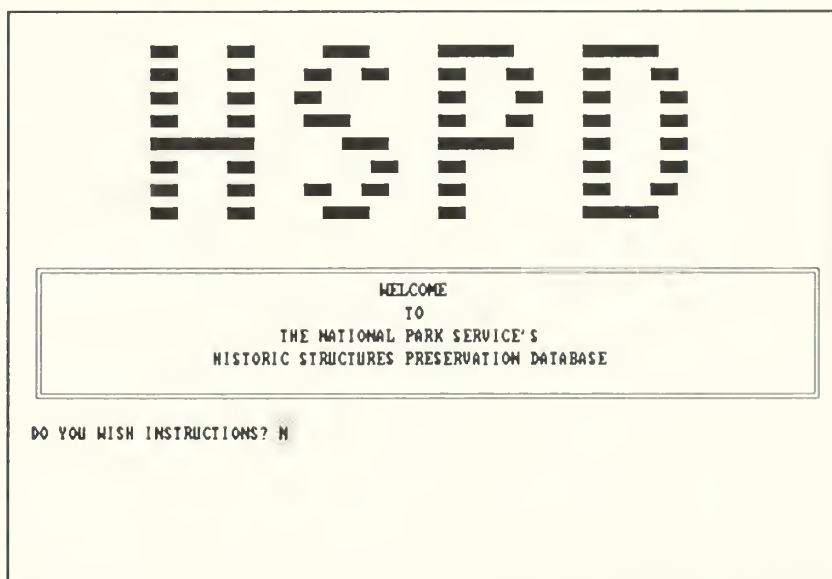 HSPD
WELCOME
TO
THE NATIONAL PARK SERVICE'S
HISTORIC STRUCTURES PRESERVATION DATABASE
DO YOU WISH INSTRUCTIONS? N